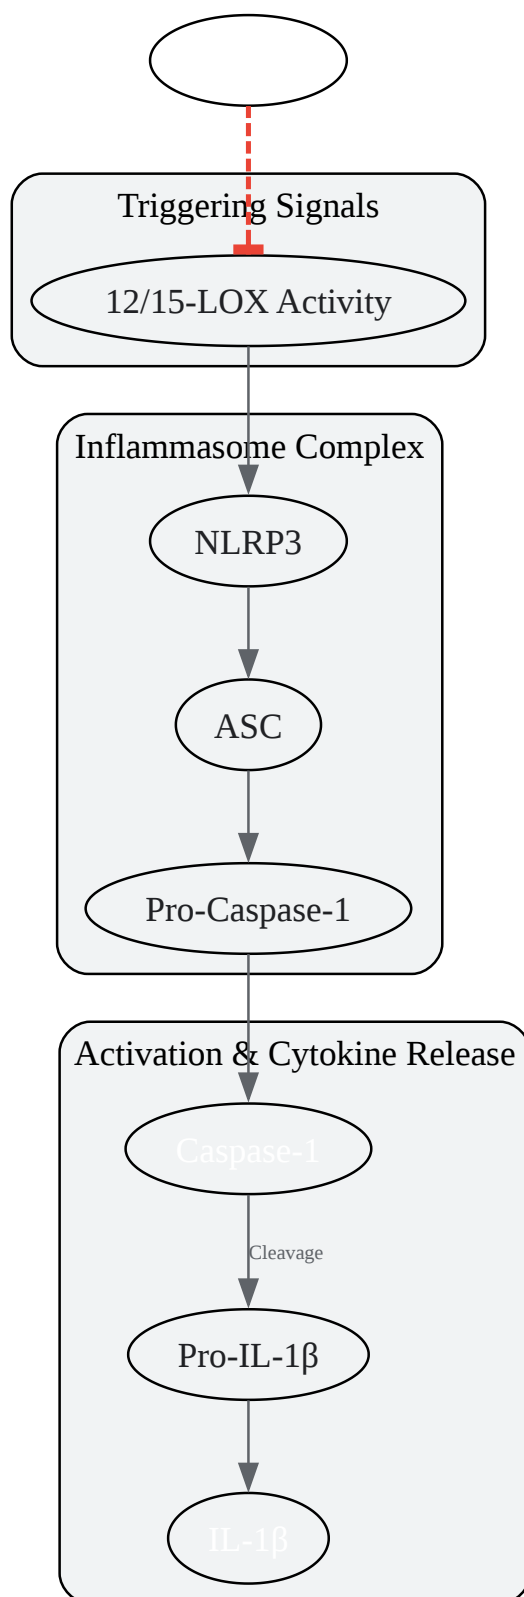 Triggering Signals
12/15-LOX Activity
Inflammasome Complex
NLRP3
ASC
Pro-Caspase-1
Activation & Cytokine Release
Caspase-1
Cleavage
Pro-IL-1β
IL-1β